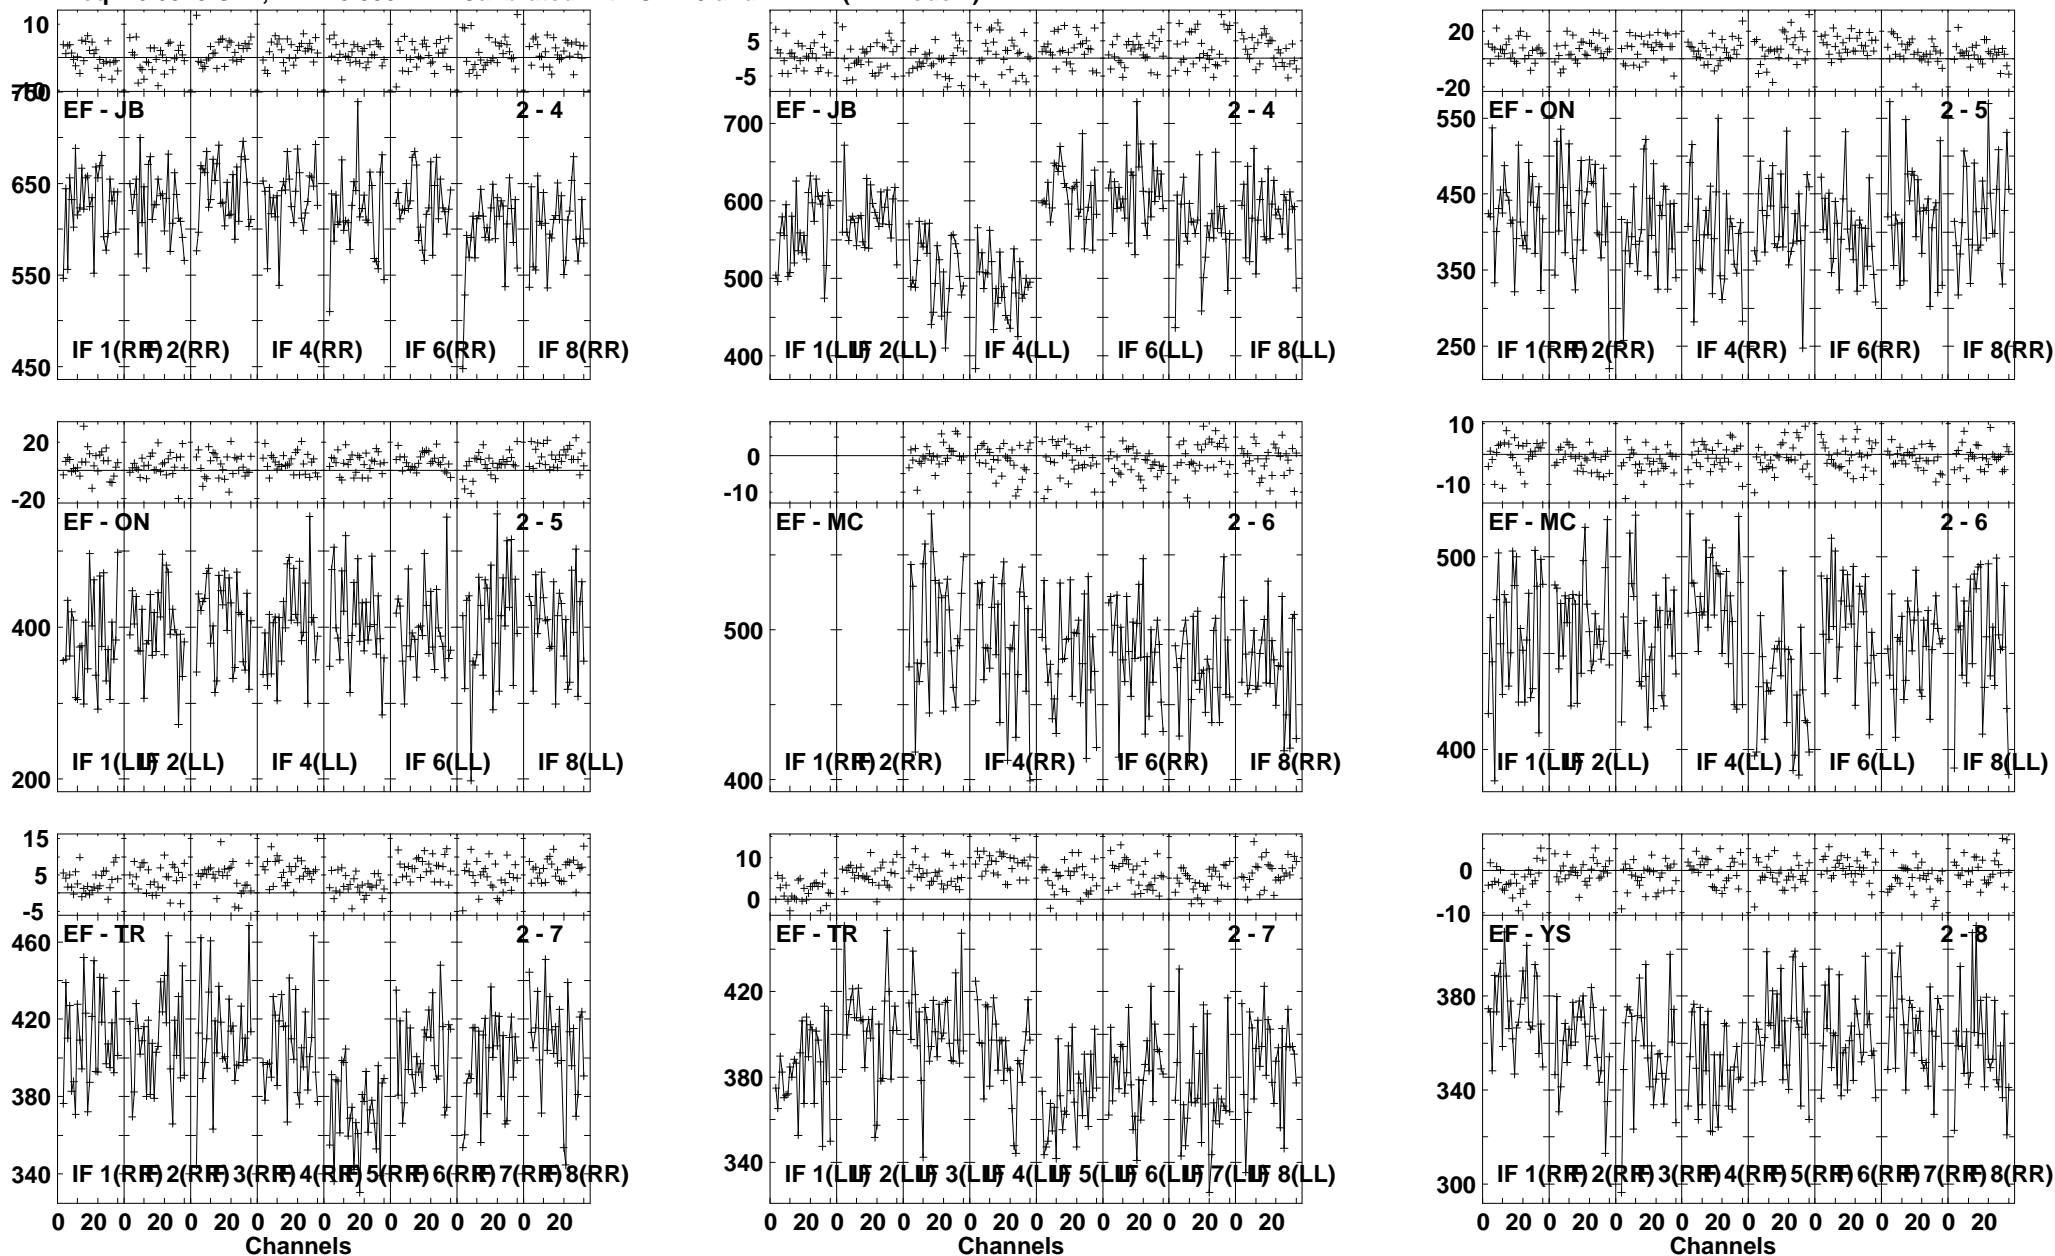 10
-10
750
EF - JB 2 - 4
650
550
450
IF 1(RR) IF 2(RR) IF 4(RR) IF 6(RR) IF 8(RR)
5
-5
EF - JB 2 - 4
700
600
500
400
IF 1(LL) IF 2(LL) IF 4(LL) IF 6(LL) IF 8(LL)
20
-20
EF - ON 2 - 5
550
450
350
250
IF 1(RR) IF 2(RR) IF 4(RR) IF 6(RR) IF 8(RR)
20
-20
EF - ON 2 - 5
400
200
IF 1(LL) IF 2(LL) IF 4(LL) IF 6(LL) IF 8(LL)
0
-10
EF - MC 2 - 6
500
400
IF 1(RR) IF 2(RR) IF 4(RR) IF 6(RR) IF 8(RR)
10
-10
EF - MC 2 - 6
500
400
IF 1(LL) IF 2(LL) IF 4(LL) IF 6(LL) IF 8(LL)
15
5
-5
EF - TR 2 - 7
460
420
380
340
IF 1(RR) IF 2(RR) IF 3(RR) IF 4(RR) IF 5(RR) IF 6(RR) IF 7(RR) IF 8(RR)
0 20 0 20 0 20 0 20 0 20 0 20 0 20 0 20
Channels
10
0
EF - TR 2 - 7
420
380
340
IF 1(LL) IF 2(LL) IF 3(LL) IF 4(LL) IF 5(LL) IF 6(LL) IF 7(LL) IF 8(LL)
0 20 0 20 0 20 0 20 0 20 0 20 0 20 0 20
Channels
0
-10
EF - YS 2 - 8
380
340
300
IF 1(RR) IF 2(RR) IF 3(RR) IF 4(RR) IF 5(RR) IF 6(RR) IF 7(RR) IF 8(RR)
0 20 0 20 0 20 0 20 0 20 0 20 0 20 0 20
Channels